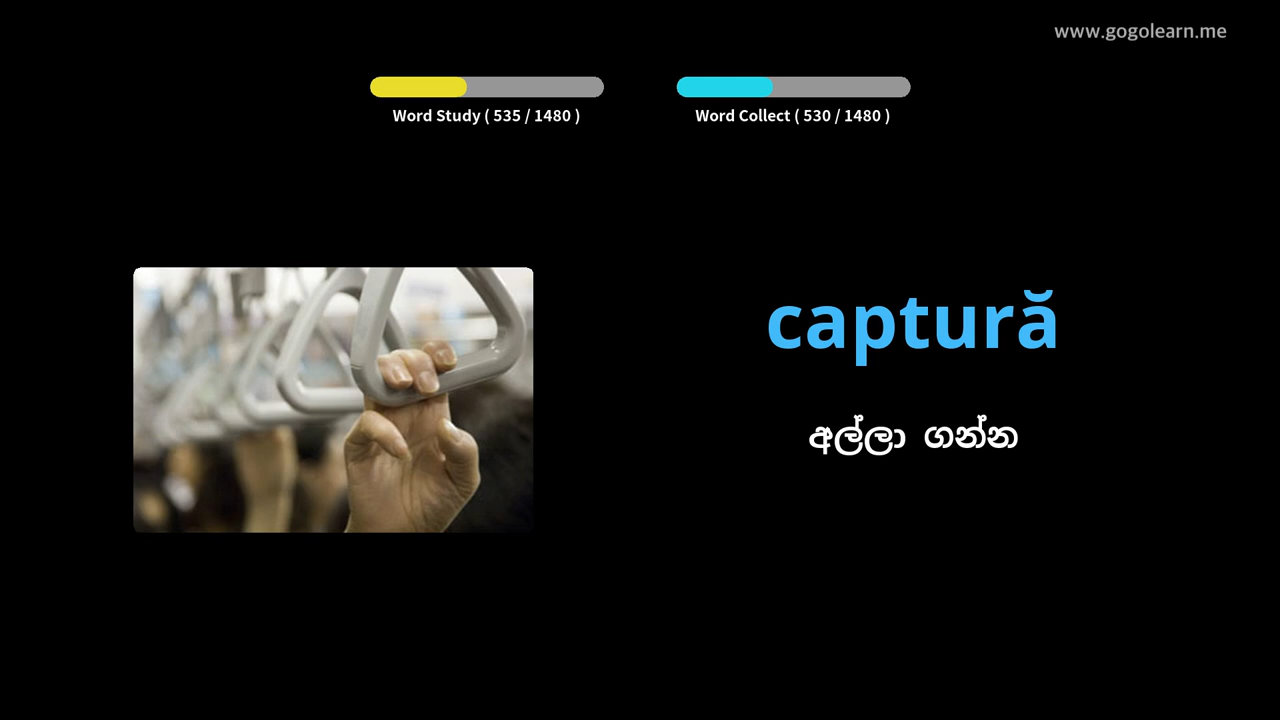 www.gogolearn.me
Word Study ( 535 / 1480 )
Word Collect ( 530 / 1480 )
captură
අල්ලා ගන්න